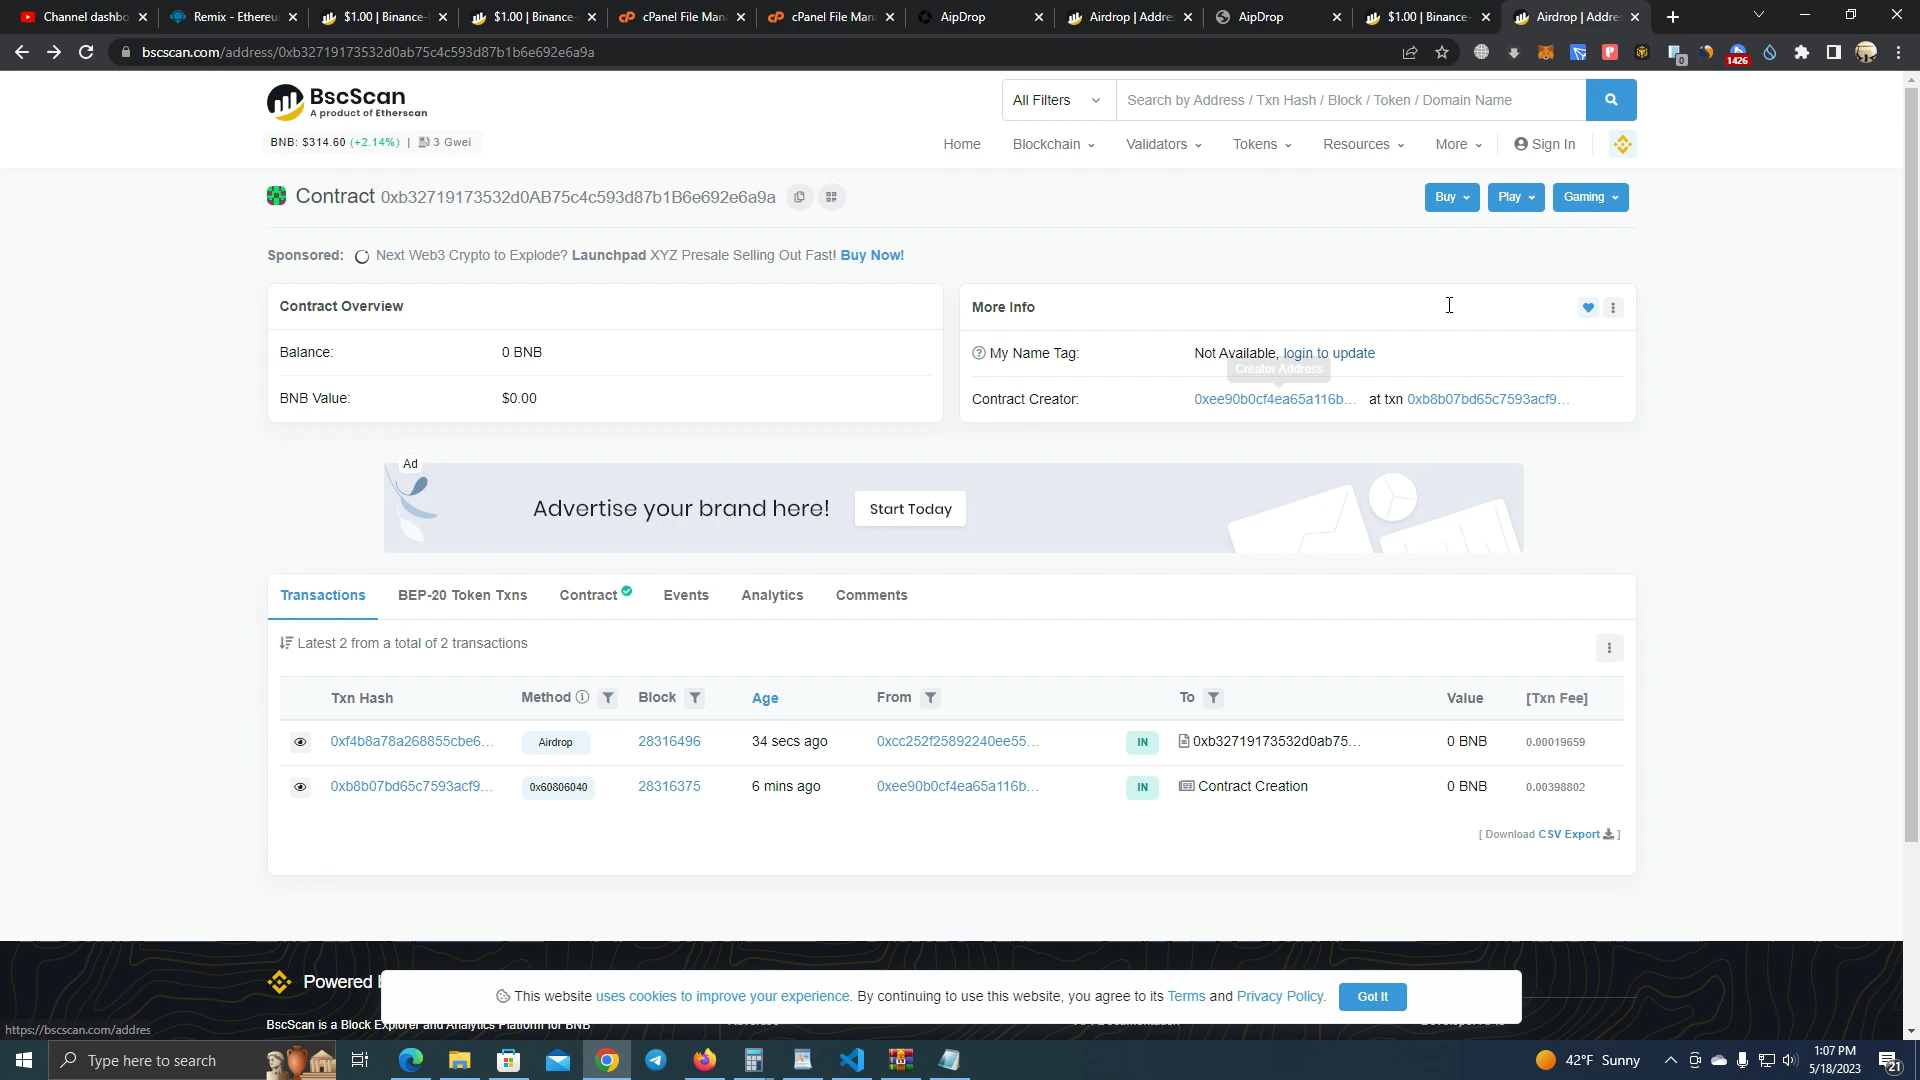 Channel dashbo
Remix - Ethereu
$1.00 | Binance-
$1.00 | Binance-
cPanel File Man
cPanel File Man
AipDrop
Airdrop | Addre
AipDrop
$1.00 | Binance-
Airdrop | Addre
bscscan.com/address/0xb32719173532d0ab75c4c593d87b1b6e692e6a9a
0
1426
BscScan
A product of Etherscan
All Filters
Search by Address / Txn Hash / Block / Token / Domain Name
BNB: $314.60 (+2.14%) | 3 Gwei
Home Blockchain Validators Tokens Resources More Sign In
Contract 0xb32719173532d0AB75c4c593d87b1B6e692e6a9a
Buy Play Gaming
Sponsored: Next Web3 Crypto to Explode? Launchpad XYZ Presale Selling Out Fast! Buy Now!
Contract Overview
Balance: 0 BNB
BNB Value: $0.00
More Info
My Name Tag: Not Available, login to update
Creator Address
Contract Creator: 0xee90b0cf4ea65a116b... at txn 0xb8b07bd65c7593acf9...
Ad
Advertise your brand here! Start Today
Transactions BEP-20 Token Txns Contract Events Analytics Comments
Latest 2 from a total of 2 transactions
Txn Hash Method Block Age From To Value [Txn Fee]
0xf4b8a78a268855cbe6... Airdrop 28316496 34 secs ago 0xcc252f25892240ee55... IN 0xb32719173532d0ab75... 0 BNB 0.00019659
0xb8b07bd65c7593acf9... 0x60806040 28316375 6 mins ago 0xee90b0cf4ea65a116b... IN Contract Creation 0 BNB 0.00398802
[ Download CSV Export ]
Powered b
This website uses cookies to improve your experience. By continuing to use this website, you agree to its Terms and Privacy Policy. Got It
https://bscscan.com/addres
BscScan is a Block Explorer and Analytics Platform for BNB
Type here to search
42°F Sunny
1:07 PM
5/18/2023
21